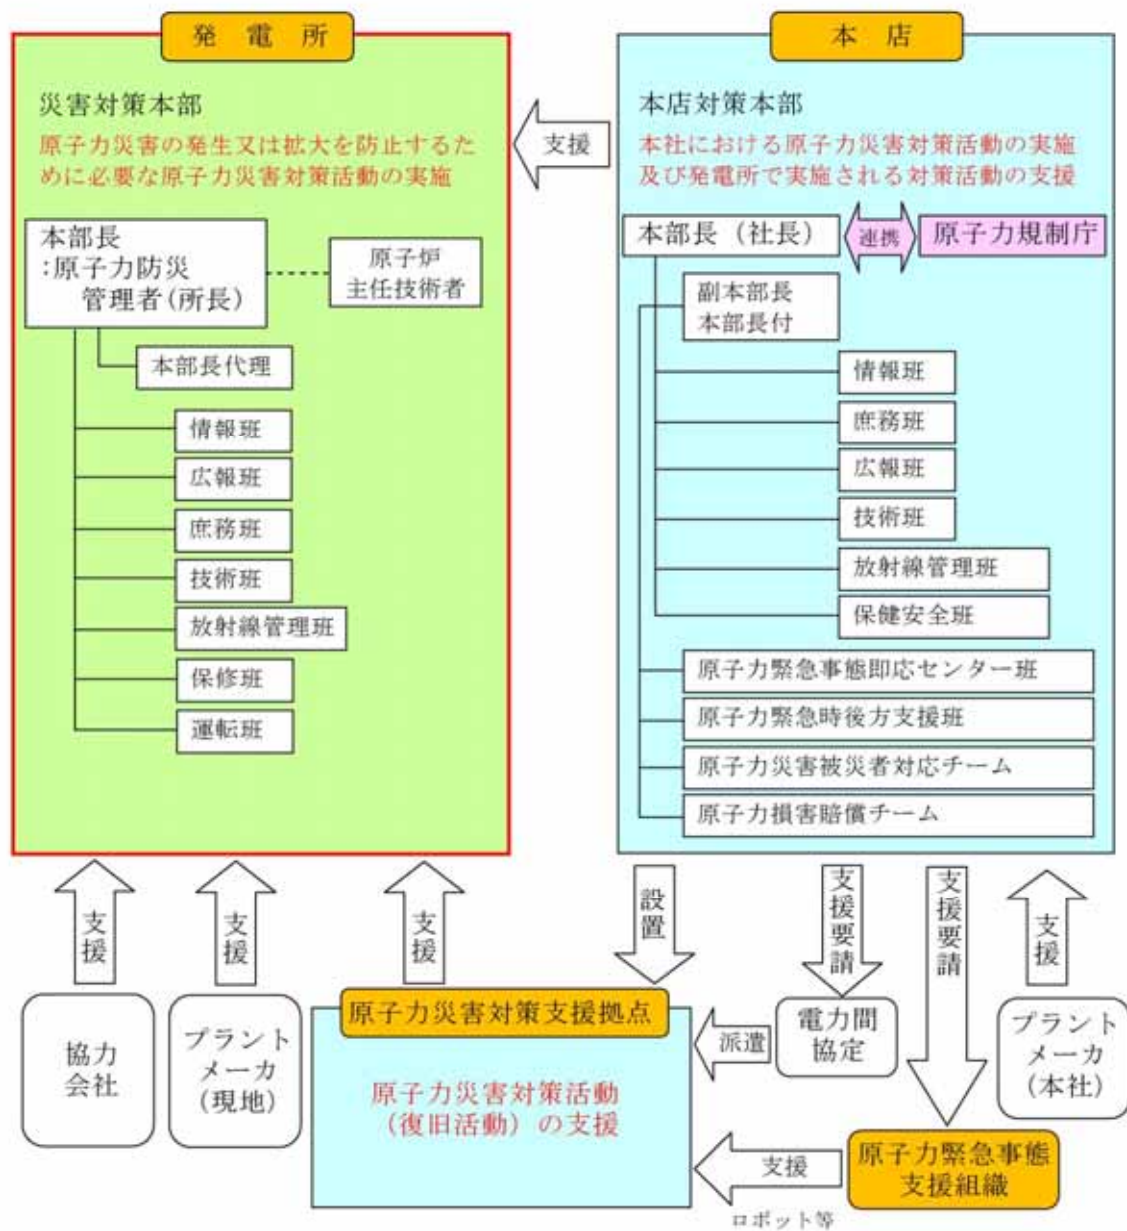 発電所
災害対策本部
原子力災害の発生又は拡大を防止するた
めに必要な原子力災害対策活動の実施
本部長
:原子力防災
管理者(所長)
原子炉
主任技術者
本部長代理
情報班
広報班
庶務班
技術班
放射線管理班
保修班
運転班
支援
本店
本店対策本部
本社における原子力災害対策活動の実施
及び発電所で実施される対策活動の支援
本部長(社長)
連携
原子力規制庁
副本部長
本部長付
情報班
庶務班
広報班
技術班
放射線管理班
保健安全班
原子力緊急事態即応センター班
原子力緊急時後方支援班
原子力災害被災者対応チーム
原子力損害賠償チーム
支援
支援
支援
設置
支援要請
支援要請
支援
協力
会社
プラント
メーカ
(現地)
原子力災害対策支援拠点
原子力災害対策活動
(復旧活動)の支援
派遣
電力間
協定
プラント
メーカ
(本社)
支援
ロボット等
原子力緊急事態
支援組織